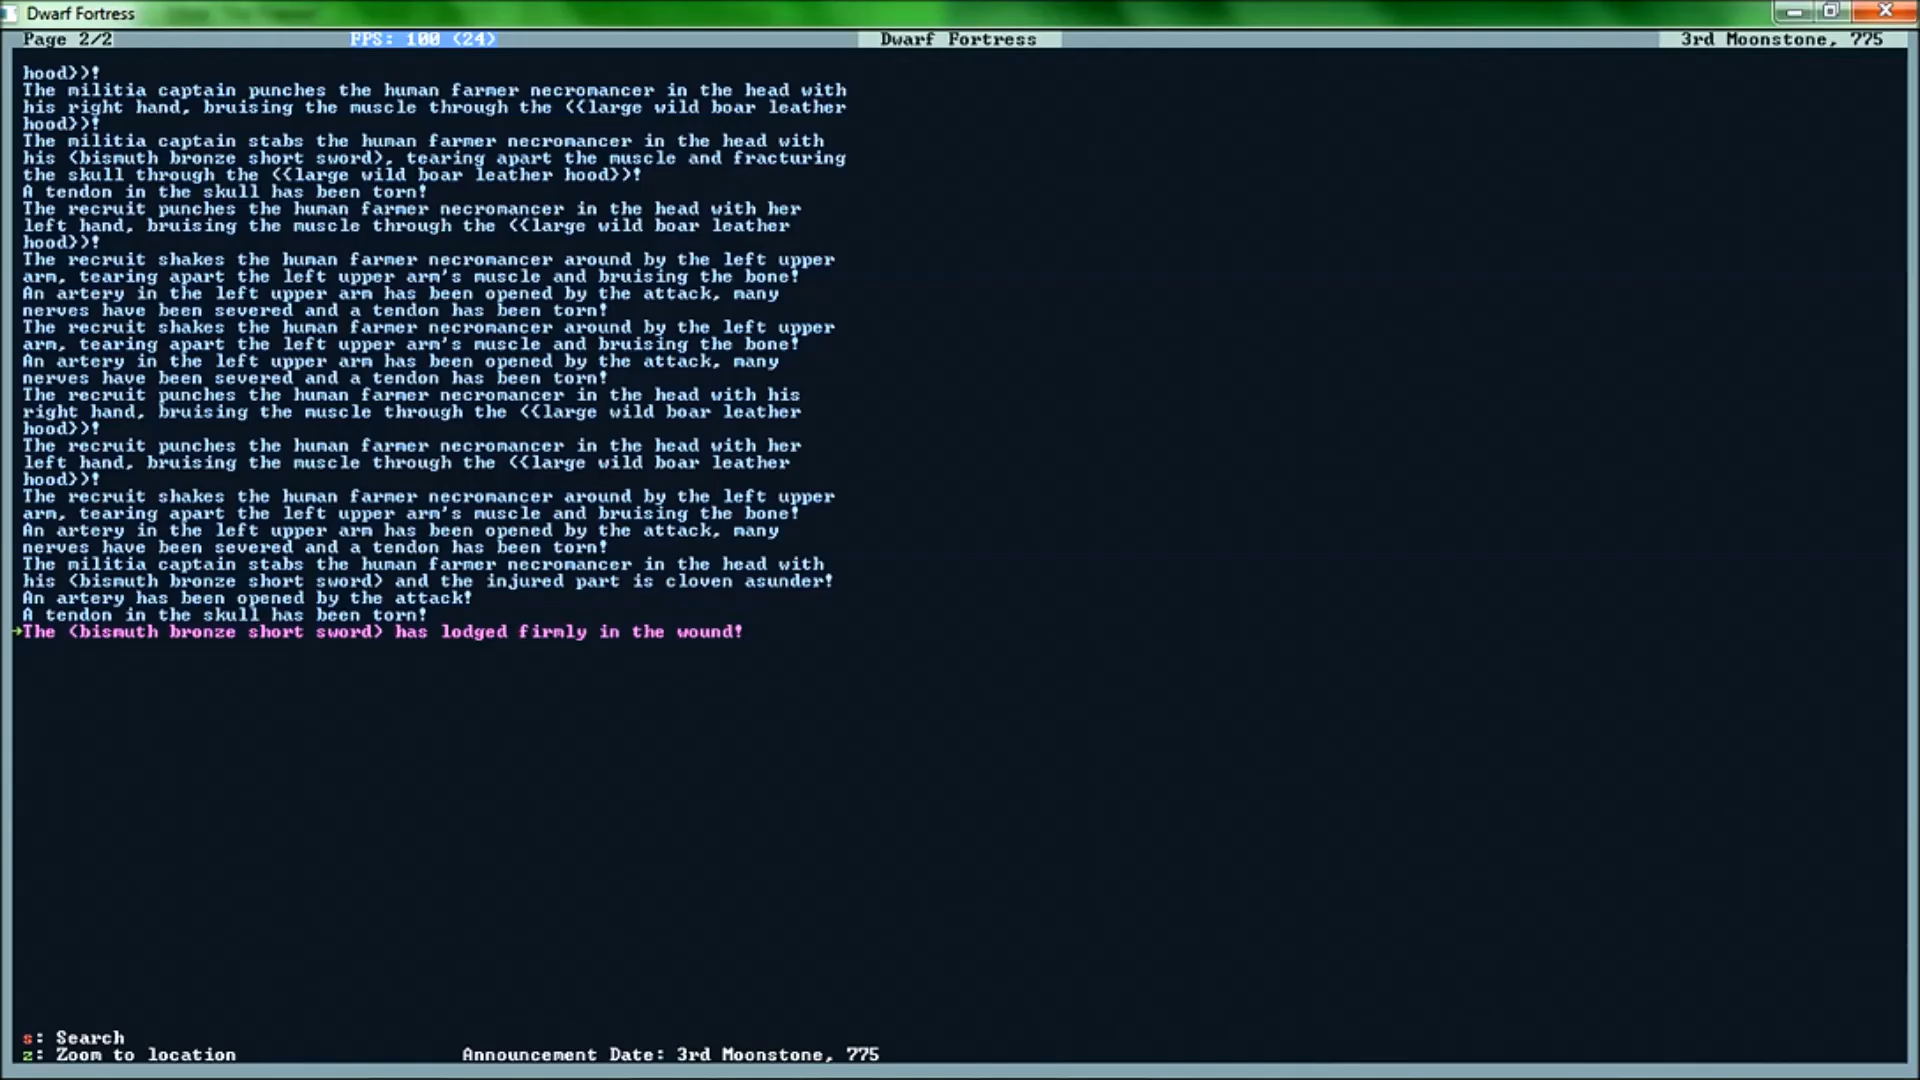 Dwarf Fortress
Page 2/2 FPS: 100 (24) Dwarf Fortress 3rd Moonstone, 775
hood})!
The militia captain punches the human farmer necromancer in the head with
his right hand, bruising the muscle through the ({large wild boar leather
hood})!
The militia captain stabs the human farmer necromancer in the head with
his (bismuth bronze short sword), tearing apart the muscle and fracturing
the skull through the ({large wild boar leather hood})!
A tendon in the skull has been torn!
The recruit punches the human farmer necromancer in the head with her
left hand, bruising the muscle through the ({large wild boar leather
hood})!
The recruit shakes the human farmer necromancer around by the left upper
arm, tearing apart the left upper arm's muscle and bruising the bone!
An artery in the left upper arm has been opened by the attack, many
nerves have been severed and a tendon has been torn!
The recruit shakes the human farmer necromancer around by the left upper
arm, tearing apart the left upper arm's muscle and bruising the bone!
An artery in the left upper arm has been opened by the attack, many
nerves have been severed and a tendon has been torn!
The recruit punches the human farmer necromancer in the head with his
right hand, bruising the muscle through the ({large wild boar leather
hood})!
The recruit punches the human farmer necromancer in the head with her
left hand, bruising the muscle through the ({large wild boar leather
hood})!
The recruit shakes the human farmer necromancer around by the left upper
arm, tearing apart the left upper arm's muscle and bruising the bone!
An artery in the left upper arm has been opened by the attack, many
nerves have been severed and a tendon has been torn!
The militia captain stabs the human farmer necromancer in the head with
his (bismuth bronze short sword) and the injured part is cloven asunder!
An artery has been opened by the attack!
A tendon in the skull has been torn!
→The (bismuth bronze short sword) has lodged firmly in the wound!
s: Search
z: Zoom to location Announcement Date: 3rd Moonstone, 775